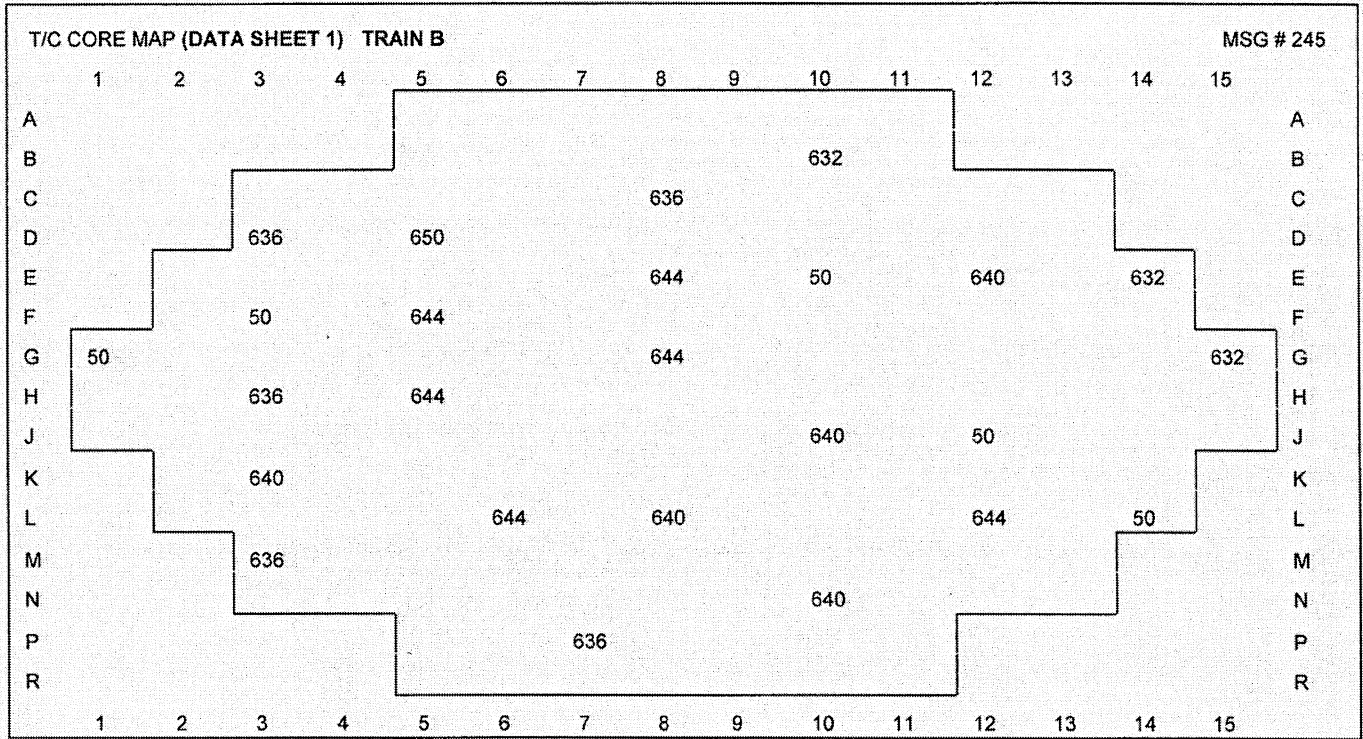 T/C CORE MAP (DATA SHEET 1) TRAIN B MSG # 245
1 2 3 4 5 6 7 8 9 10 11 12 13 14 15
A A
B 632 B
C 636 C
D 636 650 D
E 644 50 640 632 E
F 50 644 F
G 50 644 632 G
H 636 644 H
J 640 50 J
K 640 K
L 644 640 644 50 L
M 636 M
N 640 N
P 636 P
R R
1 2 3 4 5 6 7 8 9 10 11 12 13 14 15